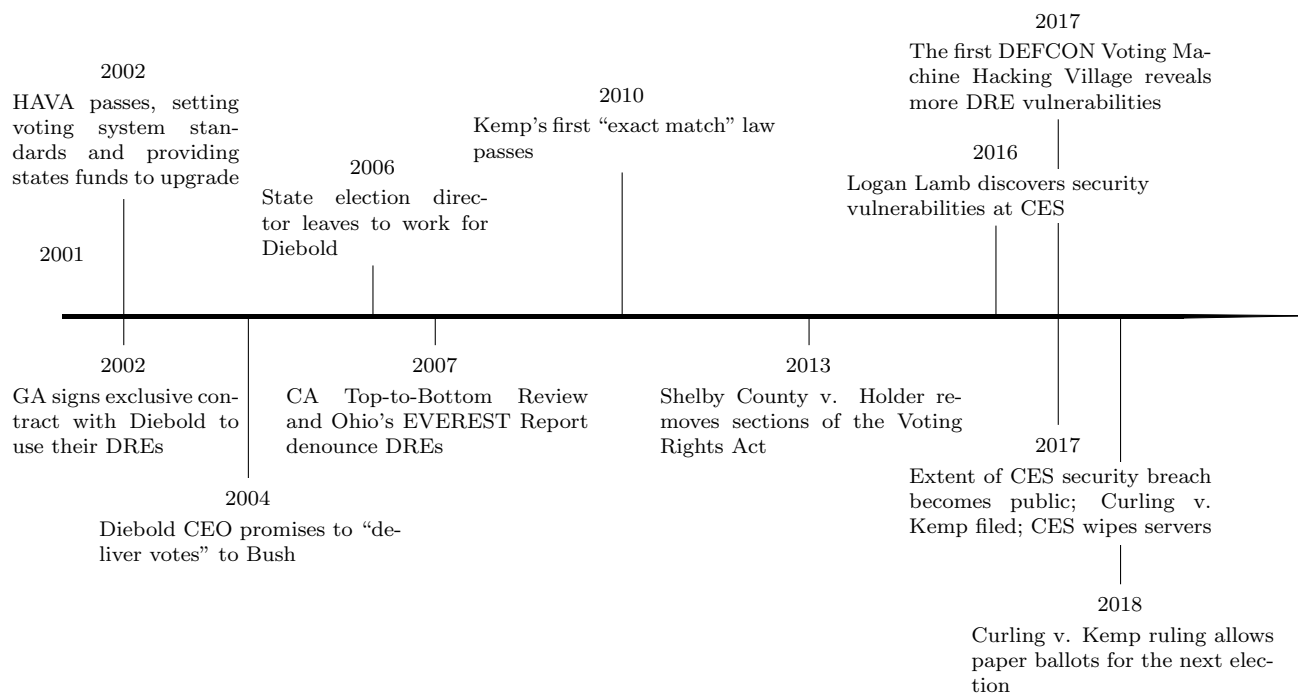 2017
The first DEFCON Voting Ma-
chine Hacking Village reveals
more DRE vulnerabilities
2002
HAVA passes, setting
voting system stan-
dards and providing
states funds to upgrade
2010
Kemp's first “exact match” law
passes
2016
Logan Lamb discovers security
vulnerabilities at CES
2006
State election direc-
tor leaves to work for
Diebold
2001
2002
GA signs exclusive con-
tract with Diebold to
use their DREs
2007
CA Top-to-Bottom Review
and Ohio's EVEREST Report
denounce DREs
2013
Shelby County v. Holder re-
moves sections of the Voting
Rights Act
2017
Extent of CES security breach
becomes public; Curling v.
Kemp filed; CES wipes servers
2004
Diebold CEO promises to “de-
liver votes” to Bush
2018
Curling v. Kemp ruling allows
paper ballots for the next elec-
tion